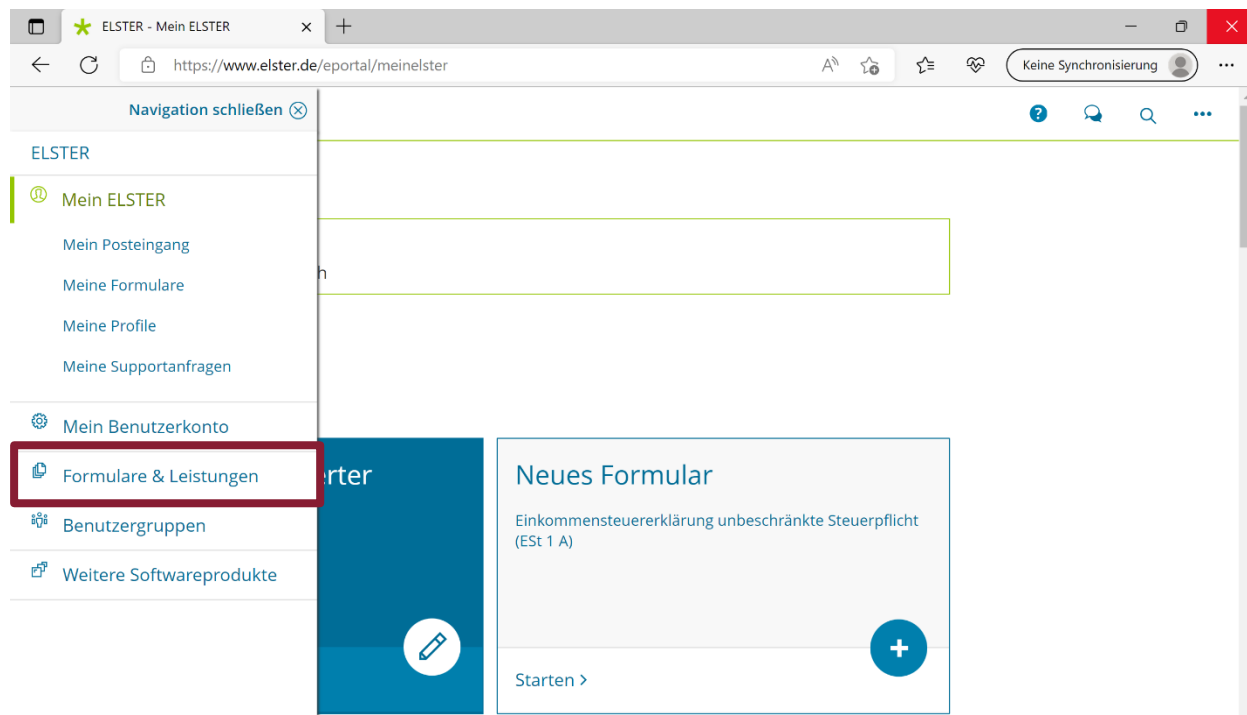 ELSTER - Mein ELSTER
https://www.elster.de/eportal/meinelster
Keine Synchronisierung
Navigation schließen
ELSTER
Mein ELSTER
Mein Posteingang
Meine Formulare
Meine Profile
Meine Supportanfragen
Mein Benutzerkonto
Formulare & Leistungen
Benutzergruppen
Weitere Softwareprodukte
h
rter
Neues Formular
Einkommensteuererklärung unbeschränkte Steuerpflicht
(ESt 1 A)
Starten >